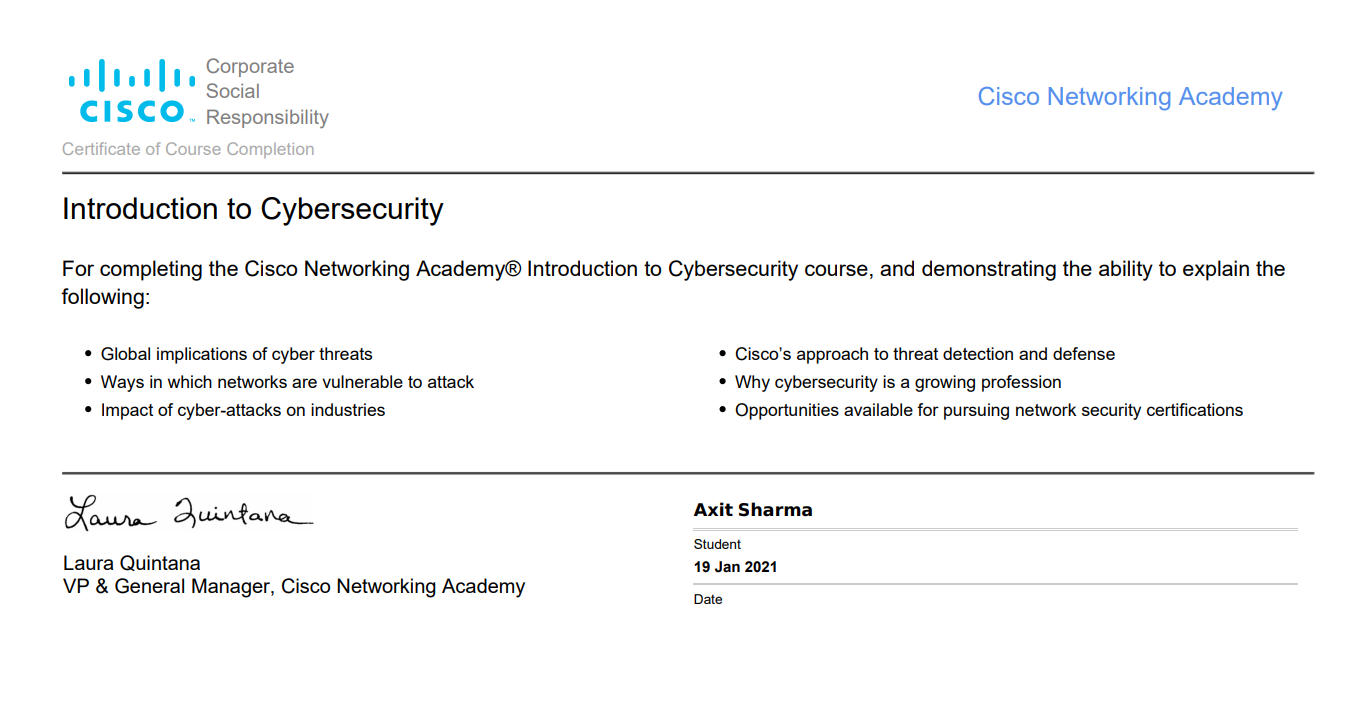 Corporate
Social
Responsibility
CISCO™
Cisco Networking Academy
Certificate of Course Completion
Introduction to Cybersecurity
For completing the Cisco Networking Academy® Introduction to Cybersecurity course, and demonstrating the ability to explain the
following:
• Global implications of cyber threats
• Ways in which networks are vulnerable to attack
• Impact of cyber-attacks on industries
• Cisco’s approach to threat detection and defense
• Why cybersecurity is a growing profession
• Opportunities available for pursuing network security certifications
Laura Quintana
Laura Quintana
VP & General Manager, Cisco Networking Academy
Axit Sharma
Student
19 Jan 2021
Date